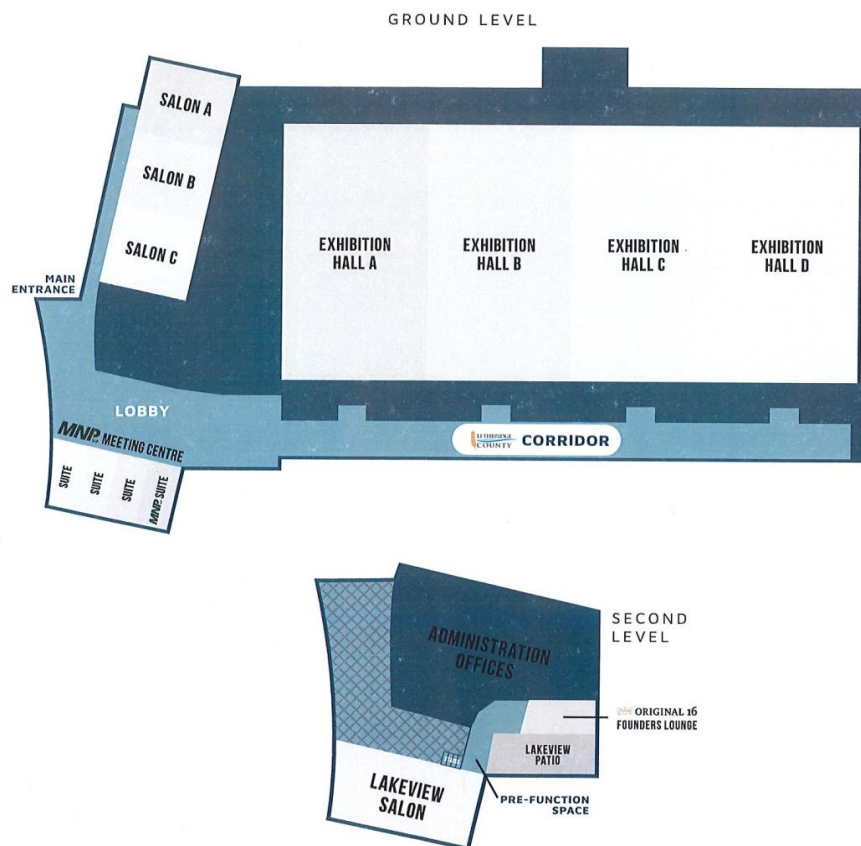 GROUND LEVEL
SALON A
SALON B
SALON C
MAIN
ENTRANCE
EXHIBITION
HALL A
EXHIBITION
HALL B
EXHIBITION
HALL C
EXHIBITION
HALL D
LOBBY
MNP MEETING CENTRE
SUITE
SUITE
SUITE
MNP SUITE
LETHBRIDGE
COUNTY
CORRIDOR
SECOND
LEVEL
ADMINISTRATION
OFFICES
ORIGINAL 16
FOUNDERS LOUNGE
LAKEVIEW
PATIO
LAKEVIEW
SALON
PRE-FUNCTION
SPACE